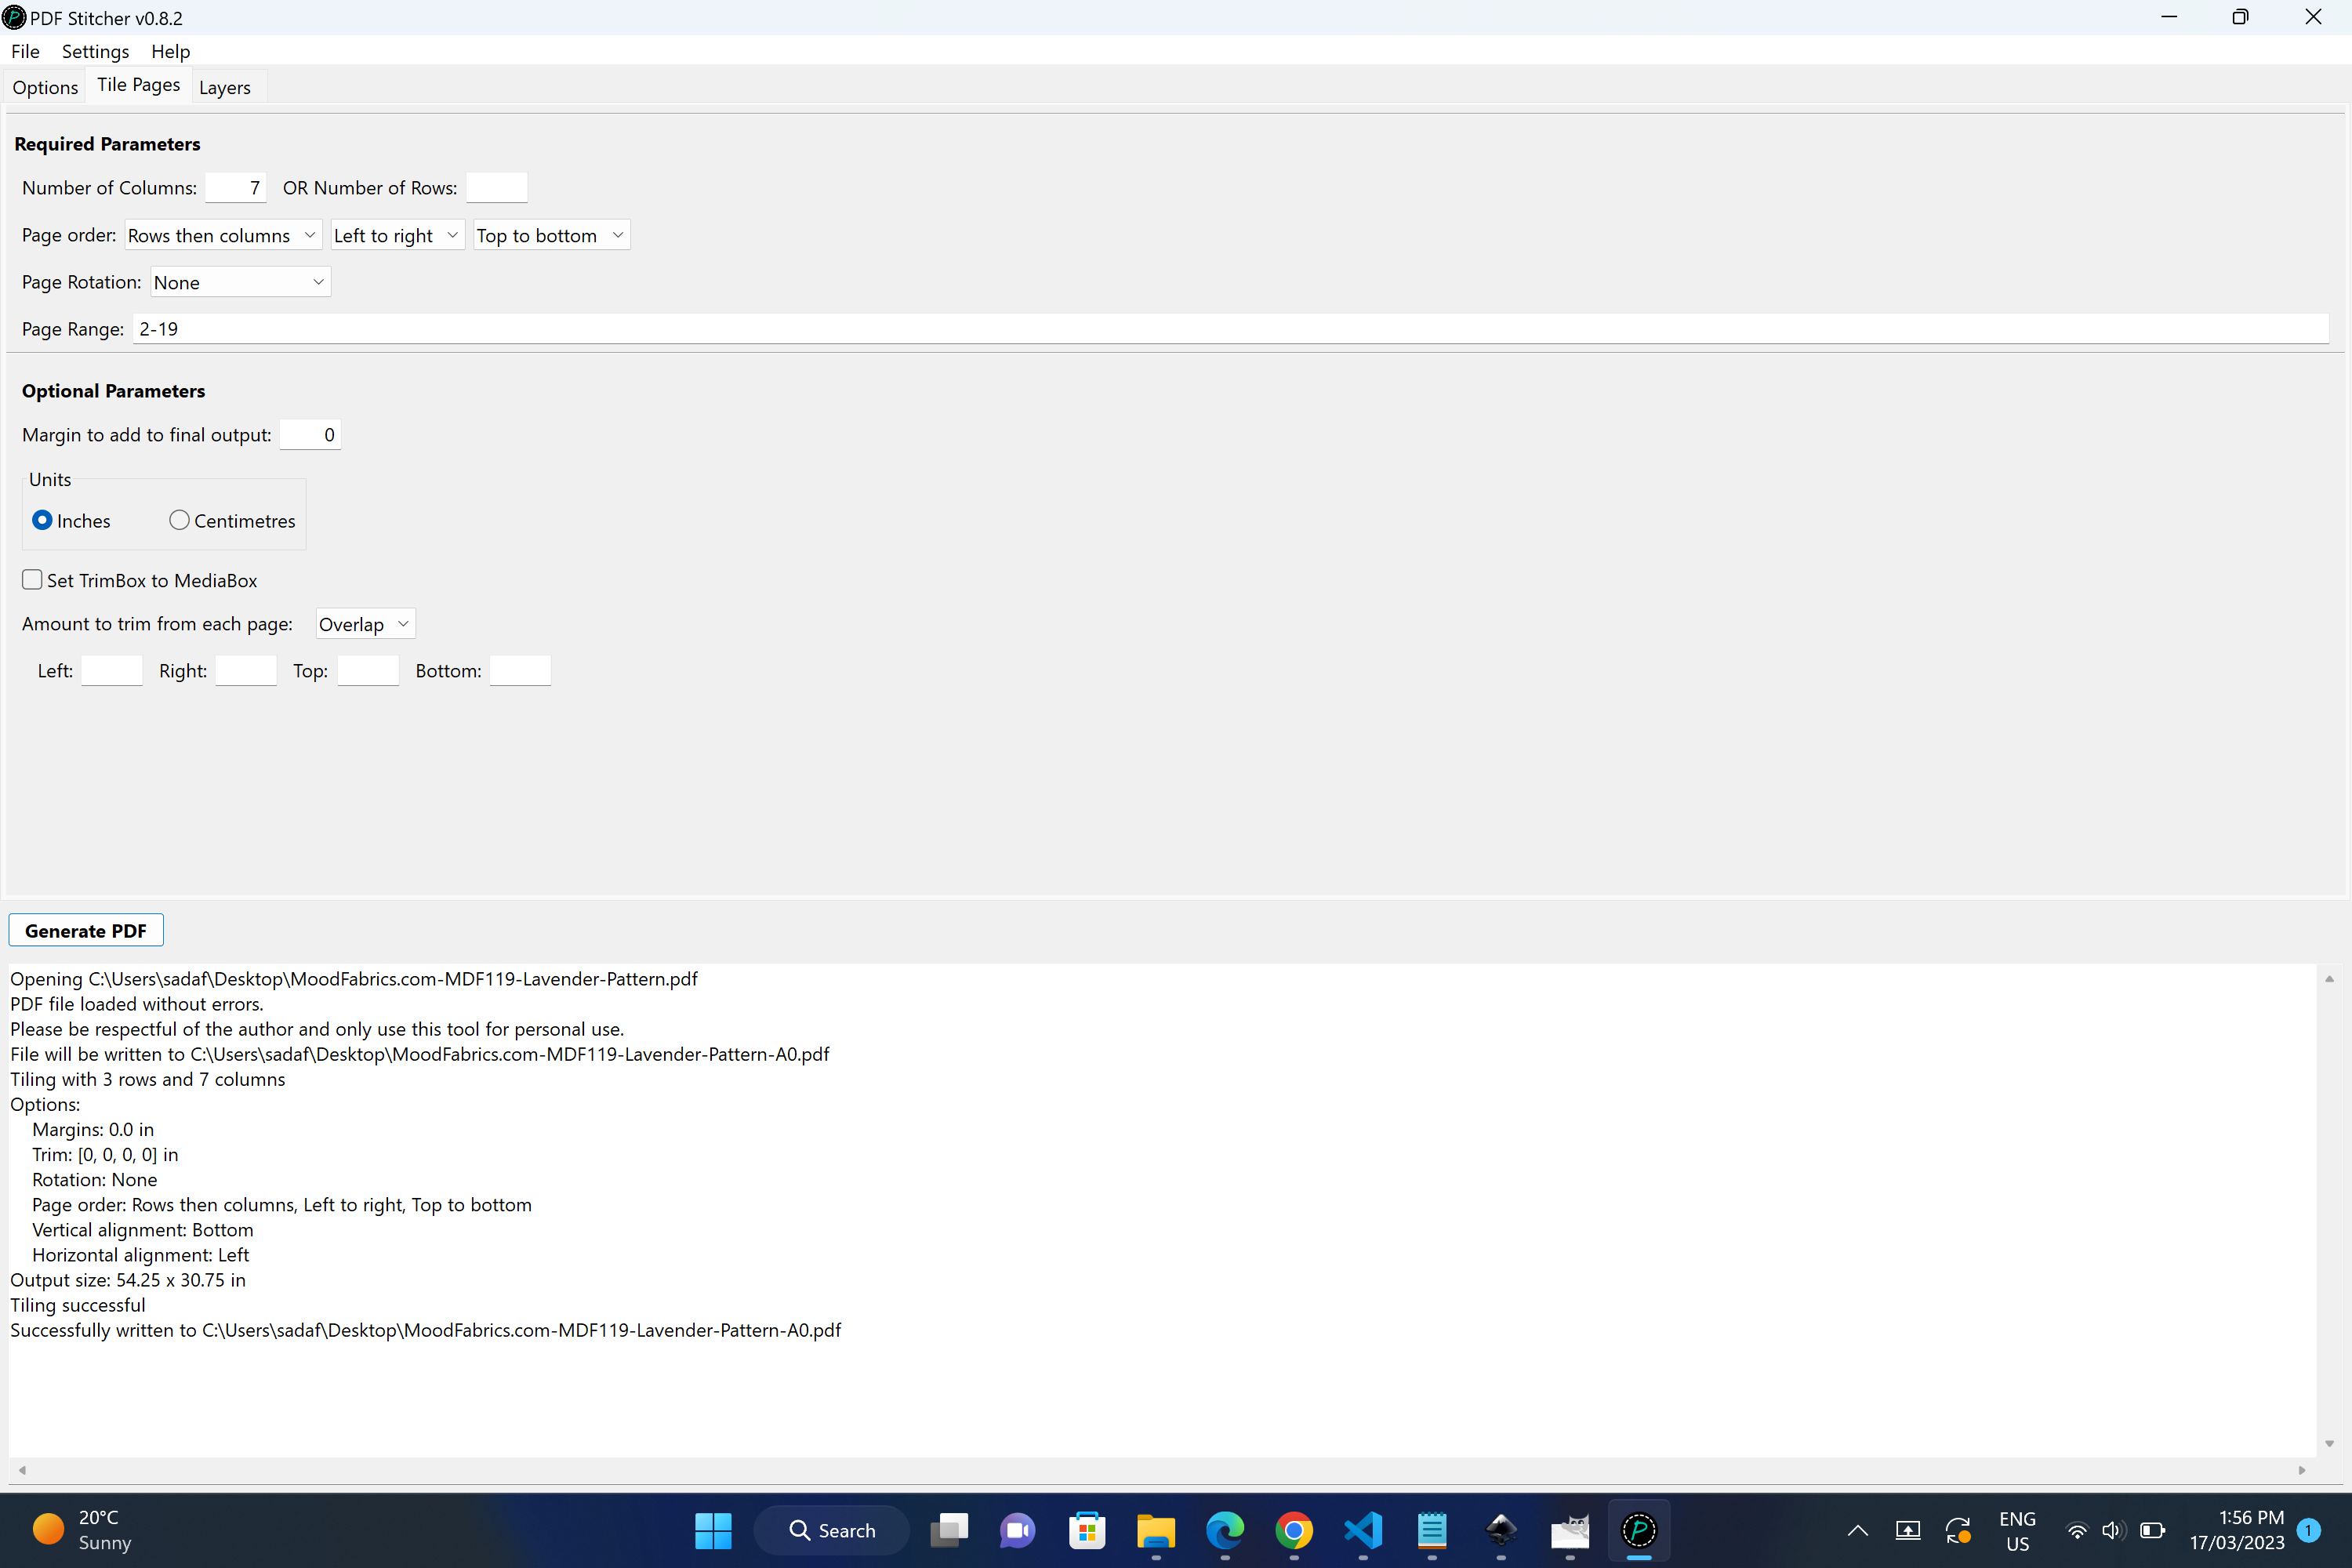 PDF Stitcher v0.8.2
File Settings Help
Options Tile Pages Layers
Required Parameters
Number of Columns: 7 OR Number of Rows:
Page order: Rows then columns Left to right Top to bottom
Page Rotation: None
Page Range: 2-19
Optional Parameters
Margin to add to final output: 0
Units
Inches Centimetres
Set TrimBox to MediaBox
Amount to trim from each page: Overlap
Left: Right: Top: Bottom:
Generate PDF
Opening C:\Users\sadaf\Desktop\MoodFabrics.com-MDF119-Lavender-Pattern.pdf
PDF file loaded without errors.
Please be respectful of the author and only use this tool for personal use.
File will be written to C:\Users\sadaf\Desktop\MoodFabrics.com-MDF119-Lavender-Pattern-A0.pdf
Tiling with 3 rows and 7 columns
Options:
Margins: 0.0 in
Trim: [0, 0, 0, 0] in
Rotation: None
Page order: Rows then columns, Left to right, Top to bottom
Vertical alignment: Bottom
Horizontal alignment: Left
Output size: 54.25 x 30.75 in
Tiling successful
Successfully written to C:\Users\sadaf\Desktop\MoodFabrics.com-MDF119-Lavender-Pattern-A0.pdf
20°C
Sunny
Search
ENG
US
1:56 PM
17/03/2023
1